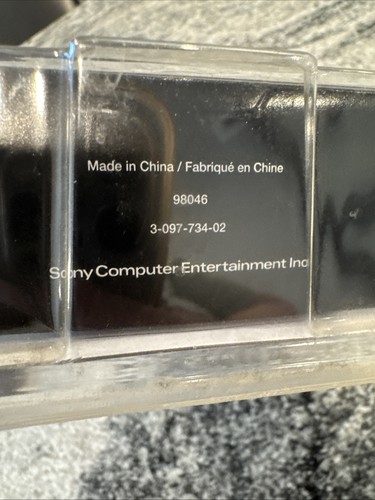 Made in China / Fabriqué en Chine
98046
3-097-734-02
Sony Computer Entertainment Inc